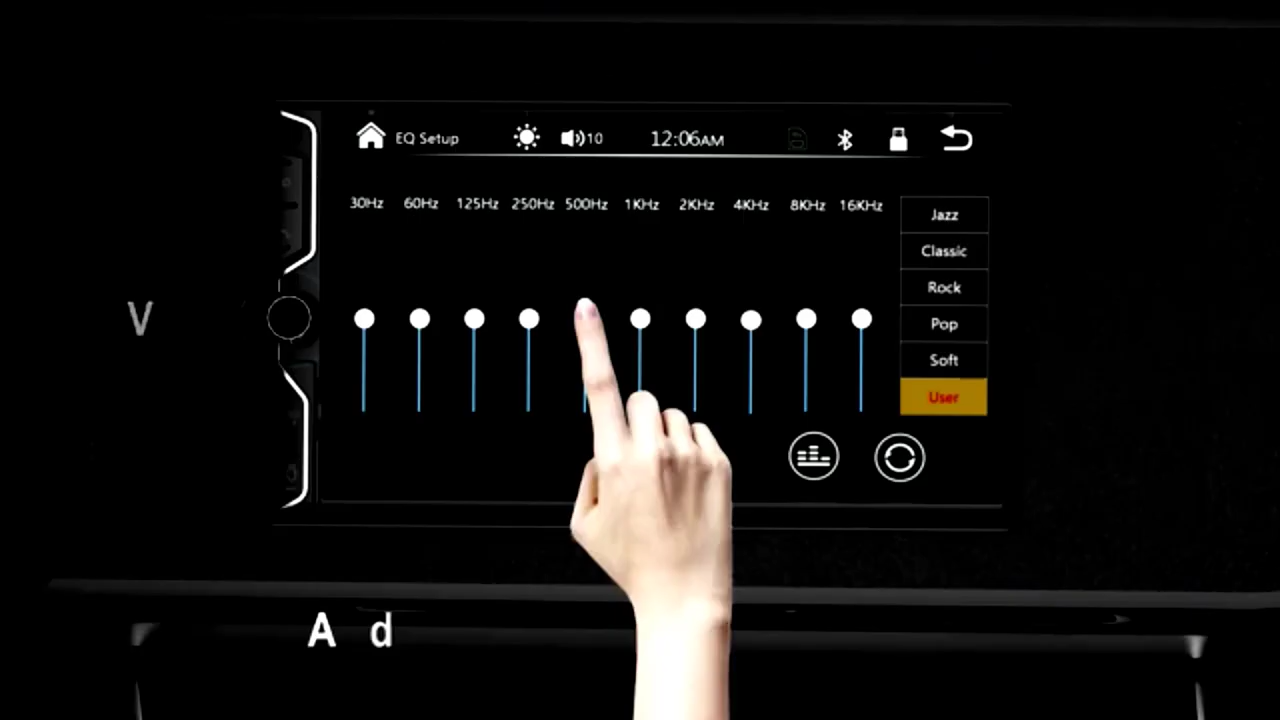 EQ Setup 10 12:06AM
30Hz 60Hz 125Hz 250Hz 500Hz 1KHz 2KHz 4KHz 8KHz 16KHz
Jazz
Classic
Rock
Pop
Soft
User
V
A d